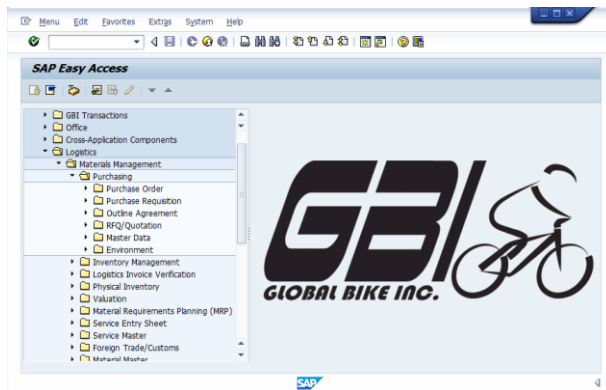 Menu Edit Favorites Extras System Help
SAP Easy Access
GBI Transactions
Office
Cross-Application Components
Logistics
Materials Management
Purchasing
Purchase Order
Purchase Requisition
Outline Agreement
RFQ/Quotation
Master Data
Environment
Inventory Management
Logistics Invoice Verification
Physical Inventory
Valuation
Material Requirements Planning (MRP)
Service Entry Sheet
Service Master
Foreign Trade/Customs
Material Master
GBI
GLOBAL BIKE INC.
SAP